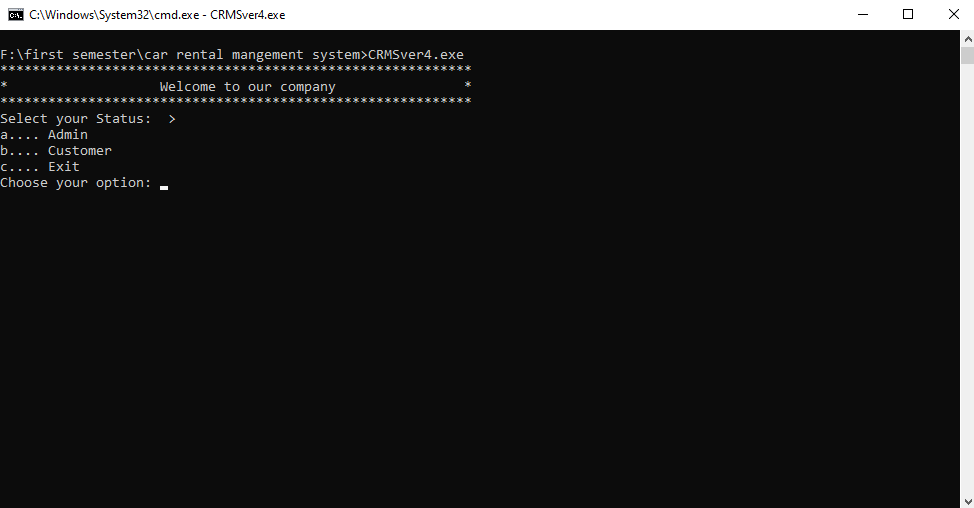 C:\Windows\System32\cmd.exe - CRMSver4.exe
F:\first semester\car rental mangement system>CRMSver4.exe
***********************************************************
*                   Welcome to our company                *
***********************************************************
Select your Status:  >
a.... Admin
b.... Customer
c.... Exit
Choose your option: